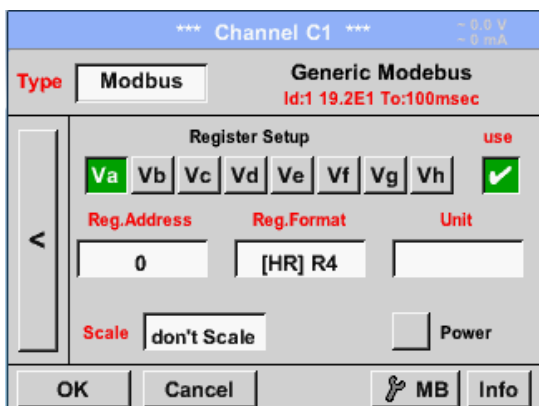 *** Channel C1 ***
~ 0.0 V
~ 0 mA
Type Modbus Generic Modebus
Id:1 19.2E1 To:100msec
Register Setup use
Va Vb Vc Vd Ve Vf Vg Vh
Reg.Address Reg.Format Unit
<
0 [HR] R4
Scale don't Scale Power
OK Cancel MB Info